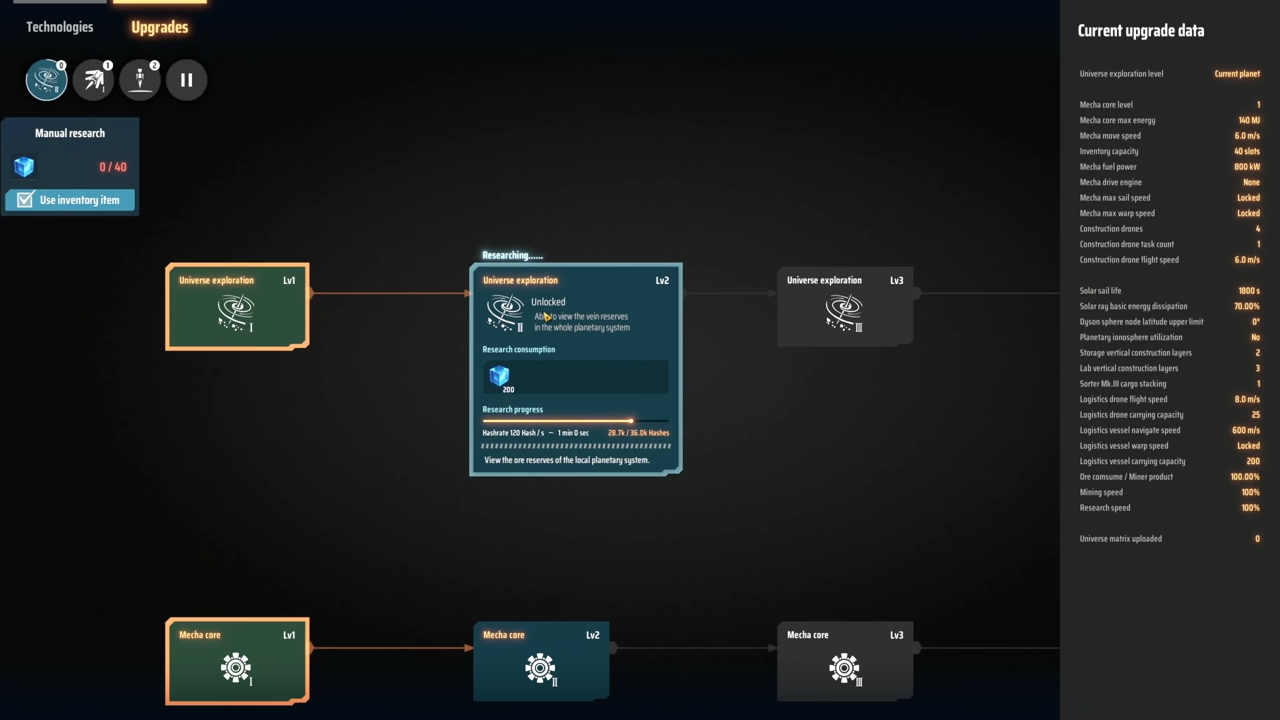 Technologies
Upgrades
0
1
2
II
I
Manual research
0 / 40
Use inventory item
Universe exploration Lv1
I
Researching......
Universe exploration Lv2
II
Unlocked
to view the vein reserves
in the whole planetary system
Research consumption
200
Research progress
Hashrate 120 Hash / s ~ 1 min 0 sec 28.7k / 36.0k Hashes
View the ore reserves of the local planetary system.
Universe exploration Lv3
III
Mecha core Lv1
I
Mecha core Lv2
II
Mecha core Lv3
III
Current upgrade data
Universe exploration level Current planet
Mecha core level 1
Mecha core max energy 140 MJ
Mecha move speed 6.0 m/s
Inventory capacity 40 slots
Mecha fuel power 800 kW
Mecha drive engine None
Mecha max sail speed Locked
Mecha max warp speed Locked
Construction drones 4
Construction drone task count 1
Construction drone flight speed 6.0 m/s
Solar sail life 1800 s
Solar ray basic energy dissipation 70.00%
Dyson sphere node latitude upper limit 0°
Planetary ionosphere utilization No
Storage vertical construction layers 2
Lab vertical construction layers 3
Sorter Mk.III cargo stacking 1
Logistics drone flight speed 8.0 m/s
Logistics drone carrying capacity 25
Logistics vessel navigate speed 600 m/s
Logistics vessel warp speed Locked
Logistics vessel carrying capacity 200
Ore comsume / Miner product 100.00%
Mining speed 100%
Research speed 100%
Universe matrix uploaded 0